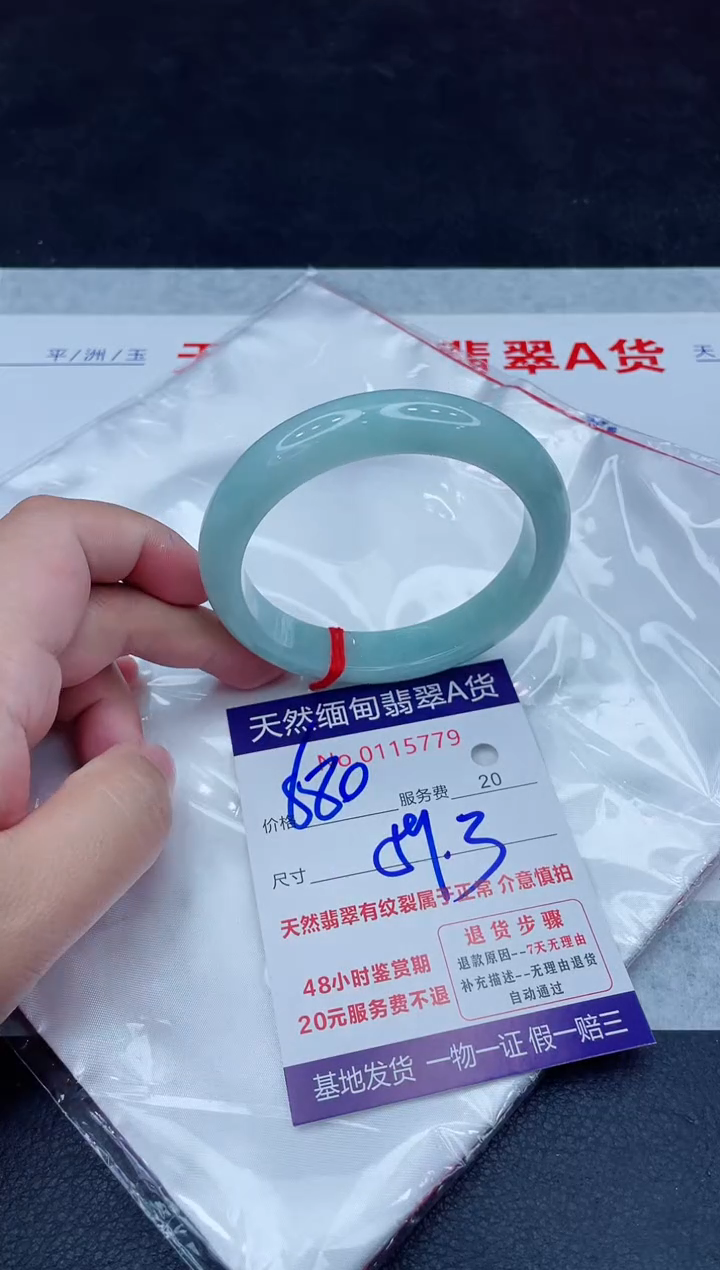 平/洲/玉
翡翠A货
天
天然缅甸翡翠A货
No.0115779
价格 880 服务费 20
尺寸 59.3
天然翡翠有纹裂属于正常 介意慎拍
48小时鉴赏期
20元服务费不退
退货步骤
退款原因--7天无理由
补充描述--无理由退货
自动通过
基地发货 一物一证 假一赔三